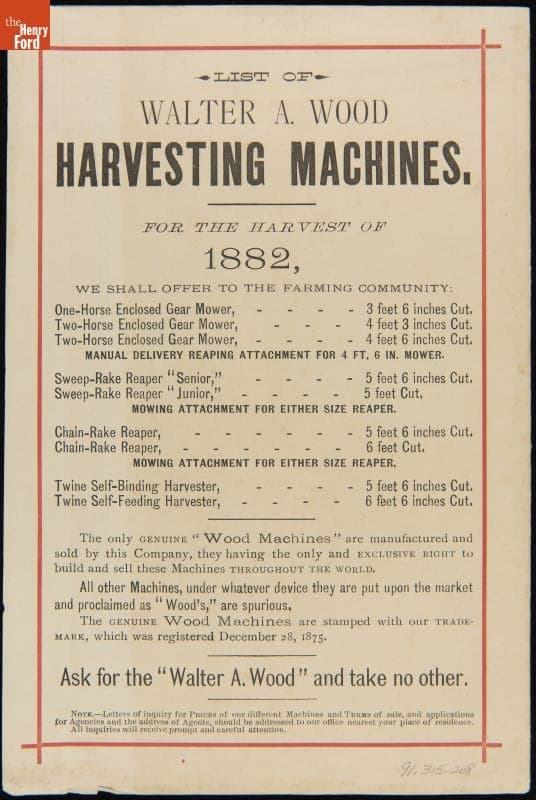 the
Henry
Ford
LIST OF
WALTER A. WOOD
HARVESTING MACHINES.
FOR THE HARVEST OF
1882,
WE SHALL OFFER TO THE FARMING COMMUNITY:
One-Horse Enclosed Gear Mower, - - - - 3 feet 6 inches Cut.
Two-Horse Enclosed Gear Mower, - - - 4 feet 3 inches Cut.
Two-Horse Enclosed Gear Mower, - - - - 4 feet 6 inches Cut.
MANUAL DELIVERY REAPING ATTACHMENT FOR 4 FT. 6 IN. MOWER.
Sweep-Rake Reaper "Senior," - - - - 5 feet 6 inches Cut.
Sweep-Rake Reaper "Junior," - - - - 5 feet Cut.
MOWING ATTACHMENT FOR EITHER SIZE REAPER.
Chain-Rake Reaper, - - - - - 5 feet 6 inches Cut.
Chain-Rake Reaper, - - - - - - 6 feet Cut.
MOWING ATTACHMENT FOR EITHER SIZE REAPER.
Twine Self-Binding Harvester, - - - - 5 feet 6 inches Cut.
Twine Self-Feeding Harvester, - - - - 6 feet 6 inches Cut.
The only GENUINE "Wood Machines" are manufactured and
sold by this Company, they having the only and EXCLUSIVE RIGHT to
build and sell these Machines THROUGHOUT THE WORLD.
All other Machines, under whatever device they are put upon the market
and proclaimed as "Wood's," are spurious.
The GENUINE Wood Machines are stamped with our TRADE-
MARK, which was registered December 28, 1875.
Ask for the "Walter A. Wood" and take no other.
NOTE.—Letters of inquiry for PRICES of our different Machines and TERMS of sale, and applications
for Agencies and the address of Agents, should be addressed to our office nearest your place of residence.
All inquiries will receive prompt and careful attention.
91.315.208